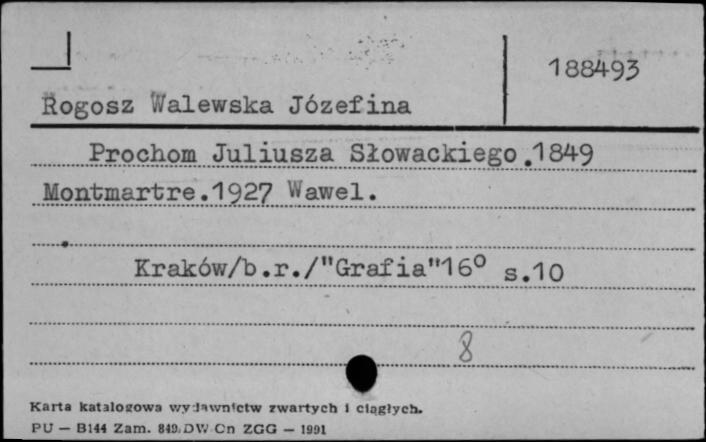 188493
Rogosz Walewska Józefina
Prochom Juliusza Słowackiego.1849
Montmartre.1927 Wawel.
Kraków/b.r./"Grafia"16° s.10
8
Karta katalogowa wydawnictw zwartych i ciągłych.
PU — B144 Zam. 849/DW Cn ZGG — 1991